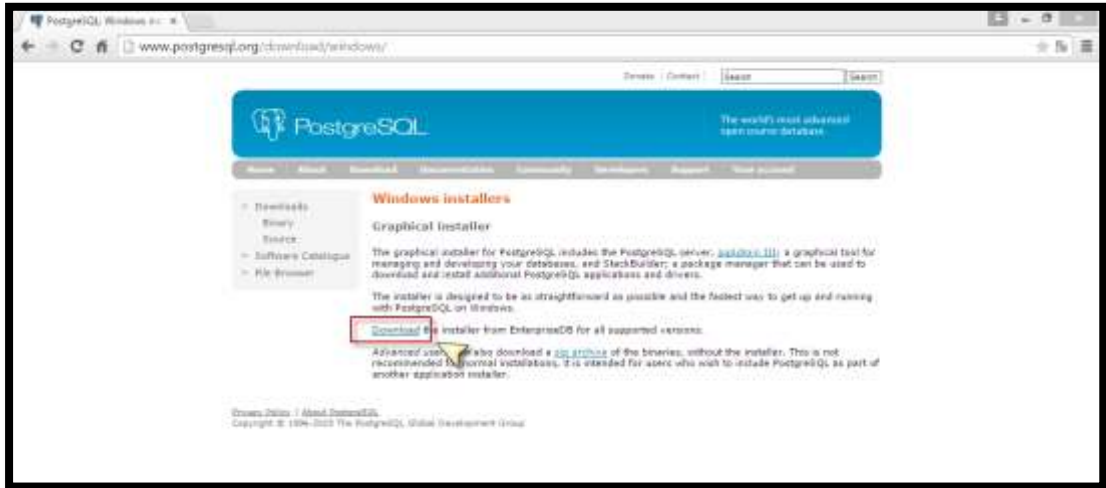 PostgreSQL: Windows
www.postgresql.org/download/windows/
Donate | Contact | Search Search
PostgreSQL
The world's most advanced
open source database.
Home About Download Documentation Community Developers Support Your account
Downloads
Binary
Source
Software Catalogue
File Browser
Windows installers
Graphical installer
The graphical installer for PostgreSQL includes the PostgreSQL server, pgAdmin III; a graphical tool for
managing and developing your databases, and StackBuilder; a package manager that can be used to
download and install additional PostgreSQL applications and drivers.
The installer is designed to be as straightforward as possible and the fastest way to get up and running
with PostgreSQL on Windows.
Download the installer from EnterpriseDB for all supported versions.
Advanced users also download a zip archive of the binaries, without the installer. This is not
recommended normal installations, it is intended for users who wish to include PostgreSQL as part of
another application installer.
Privacy Policy | About PostgreSQL
Copyright © 1996-2015 The PostgreSQL Global Development Group